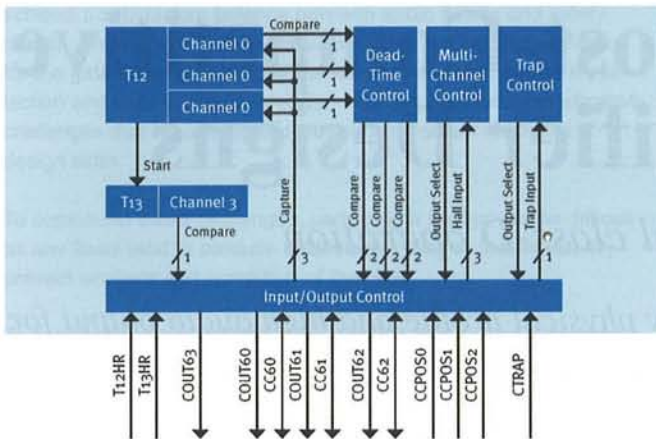 Compare
T12
Channel 0
1
Channel 0
1
Channel 0
1
Dead-
Time
Control
Multi-
Channel
Control
Trap
Control
Start
T13
Channel 3
Compare
1
Capture
3
Compare
2
Compare
2
Compare
2
Output Select
Hall Input
3
Output Select
Trap Input
1
Input/Output Control
T12HR
T13HR
COUT63
COUT60
CC60
COUT61
CC61
COUT62
CC62
CCPOS0
CCPOS1
CCPOS2
CTRAP